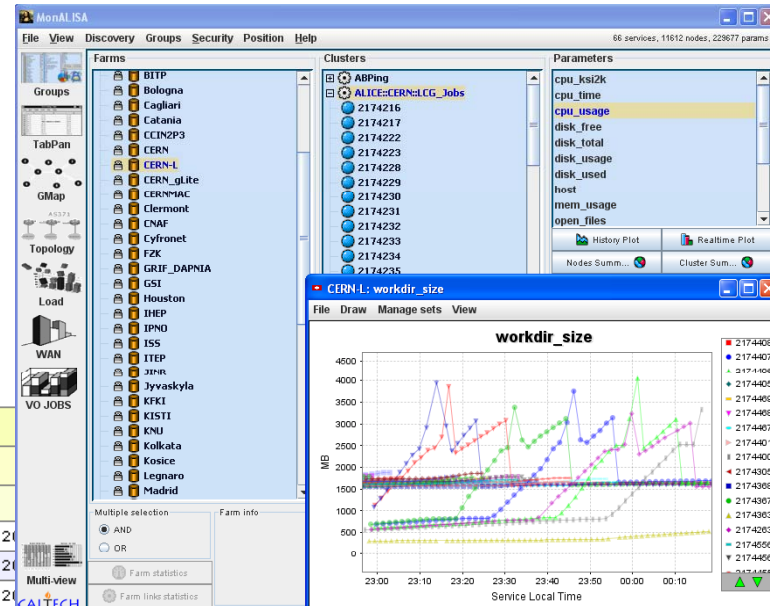 MonALISA
File View Discovery Groups Security Position Help
66 services, 11612 nodes, 229677 params
Groups
TabPan
GMap
AS371
Topology
Load
WAN
VO JOBS
Multi-view
CALTECH
Farms
BITP
Bologna
Cagliari
Catania
CCIN2P3
CERN
CERN-L
CERN_gLite
CERNMAC
Clermont
CNAF
Cyfronet
FZK
GRIF_DAPNIA
GSI
Houston
IHEP
IPNO
ISS
ITEP
JINR
Jyvaskyla
KFKI
KISTI
KNU
Kolkata
Kosice
Legnaro
Madrid
Multiple selection
AND
OR
Farm info
Farm statistics
Farm links statistics
Clusters
ABPing
ALICE::CERN::LCG_Jobs
2174216
2174217
2174222
2174223
2174228
2174229
2174230
2174231
2174232
2174233
2174234
2174235
Parameters
cpu_ksi2k
cpu_time
cpu_usage
disk_free
disk_total
disk_usage
disk_used
host
mem_usage
open_files
History Plot
Realtime Plot
Nodes Summ...
Cluster Sum...
CERN-L: workdir_size
File Draw Manage sets View
workdir_size
MB
4500
4000
3500
3000
2500
2000
1500
1000
500
0
23:00 23:10 23:20 23:30 23:40 23:50 00:00 00:10
Service Local Time